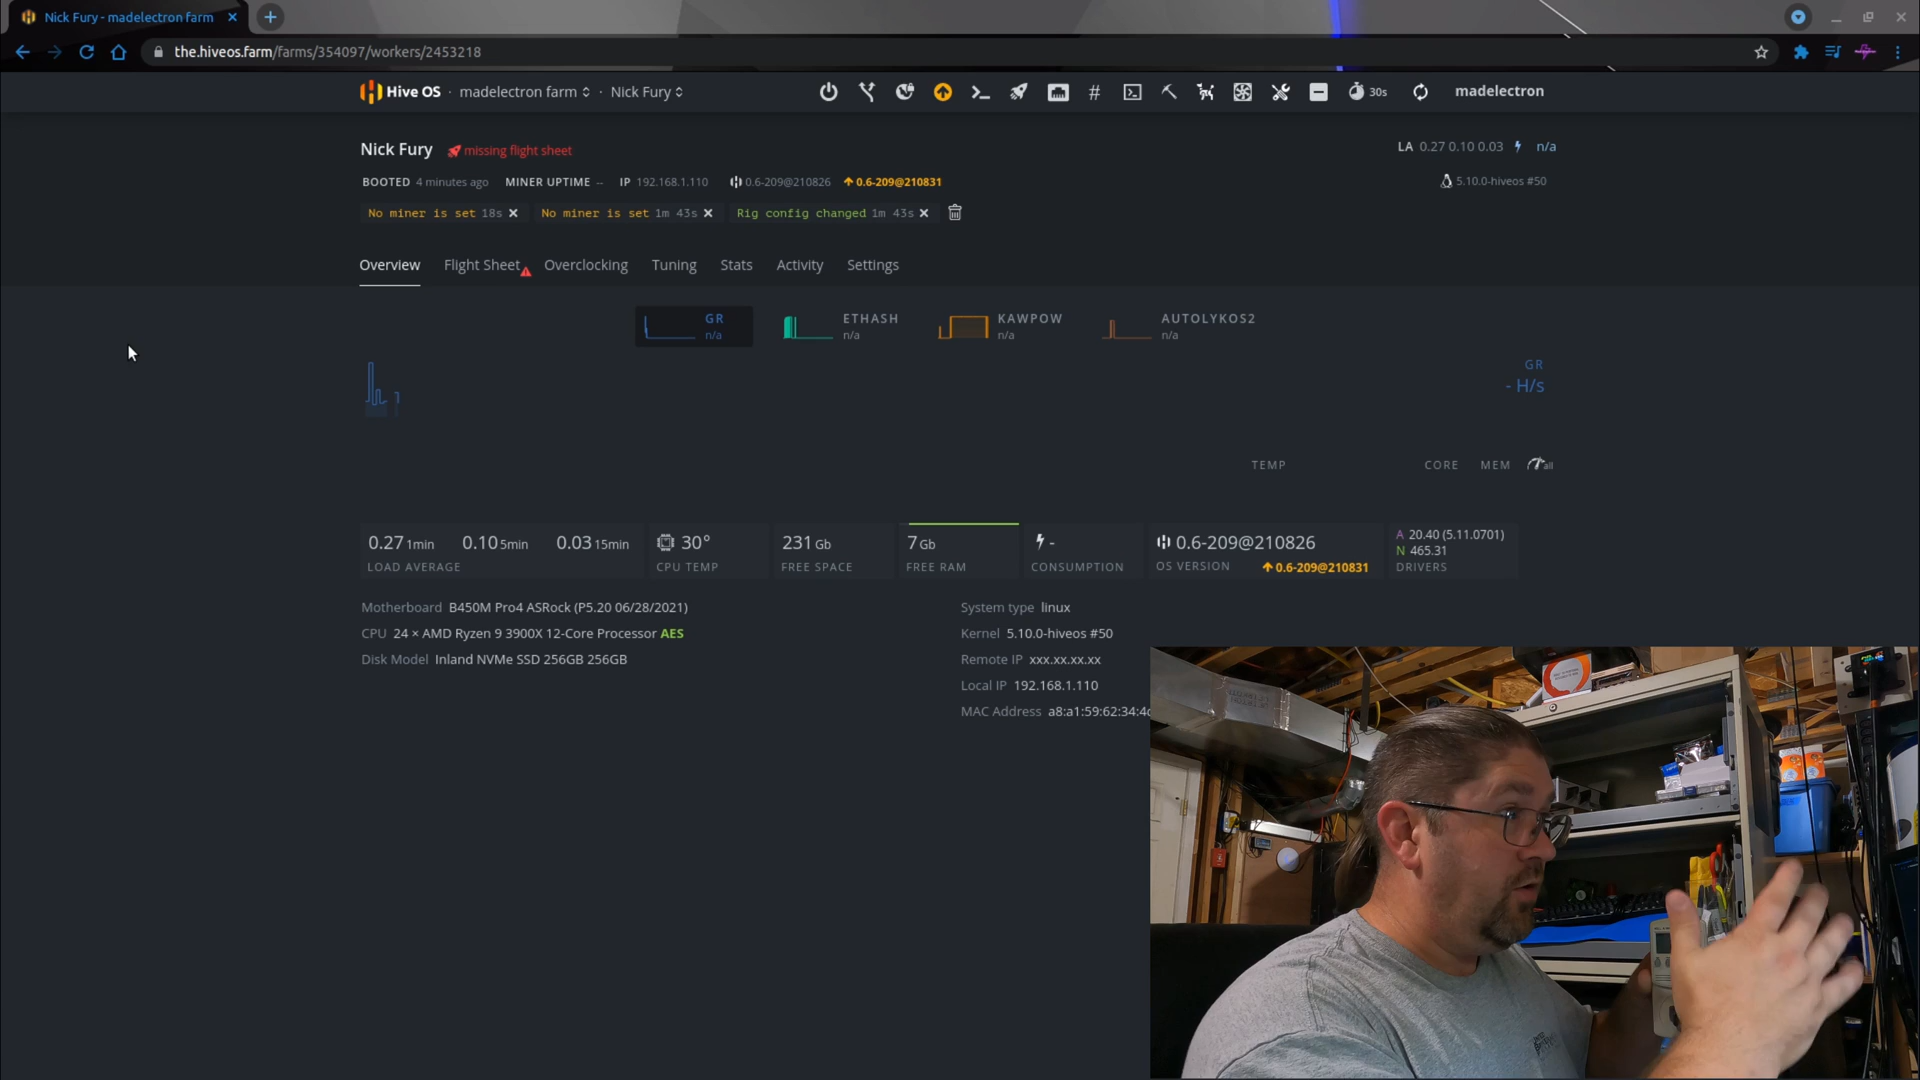 Nick Fury - madelectron farm
the.hiveos.farm/farms/354097/workers/2453218
Hive OS · madelectron farm · Nick Fury
30s
madelectron
Nick Fury missing flight sheet
LA 0.27 0.10 0.03 n/a
BOOTED 4 minutes ago MINER UPTIME -- IP 192.168.1.110 0.6-209@210826 0.6-209@210831
5.10.0-hiveos #50
No miner is set 18s No miner is set 1m 43s Rig config changed 1m 43s
Overview Flight Sheet Overclocking Tuning Stats Activity Settings
GR
n/a
ETHASH
n/a
KAWPOW
n/a
AUTOLYKOS2
n/a
GR
- H/s
TEMP CORE MEM all
0.27 1min 0.10 5min 0.03 15min
LOAD AVERAGE
30°
CPU TEMP
231 Gb
FREE SPACE
7 Gb
FREE RAM
-
CONSUMPTION
0.6-209@210826
OS VERSION 0.6-209@210831
A 20.40 (5.11.0701)
N 465.31
DRIVERS
Motherboard B450M Pro4 ASRock (P5.20 06/28/2021)
CPU 24 × AMD Ryzen 9 3900X 12-Core Processor AES
Disk Model Inland NVMe SSD 256GB 256GB
System type linux
Kernel 5.10.0-hiveos #50
Remote IP xxx.xx.xx.xx
Local IP 192.168.1.110
MAC Address a8:a1:59:62:34:4